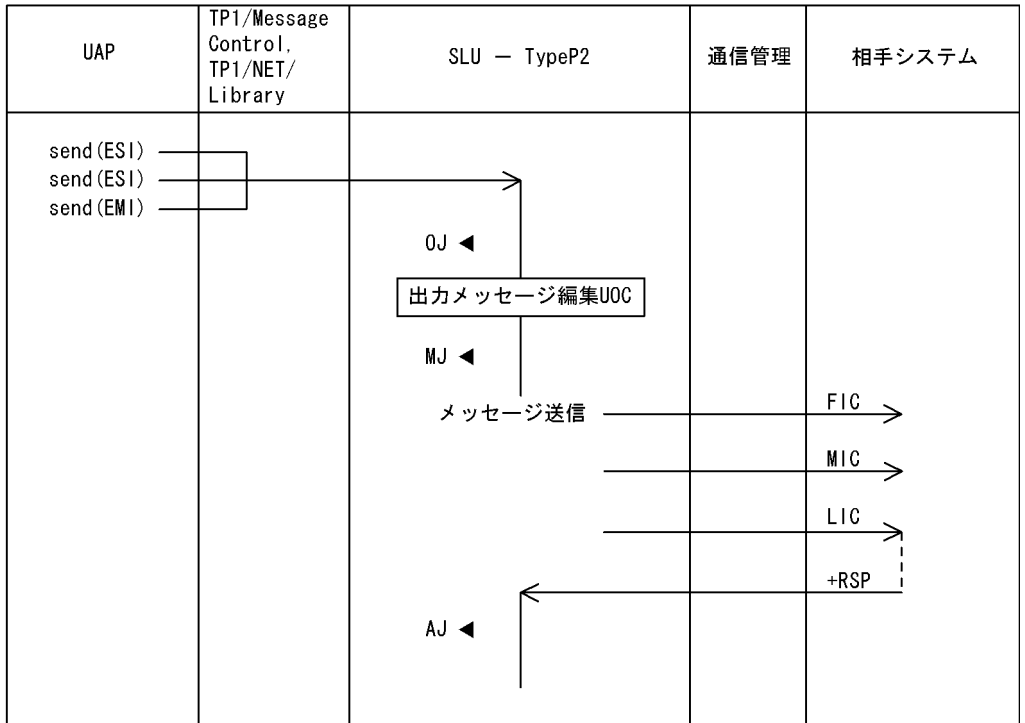 UAP
TP1/Message
Control,
TP1/NET/
Library
SLU － TypeP2
通信管理
相手システム
send(ESI)
send(ESI)
send(EMI)
OJ ◀
出力メッセージ編集UOC
MJ ◀
メッセージ送信
FIC
MIC
LIC
+RSP
AJ ◀